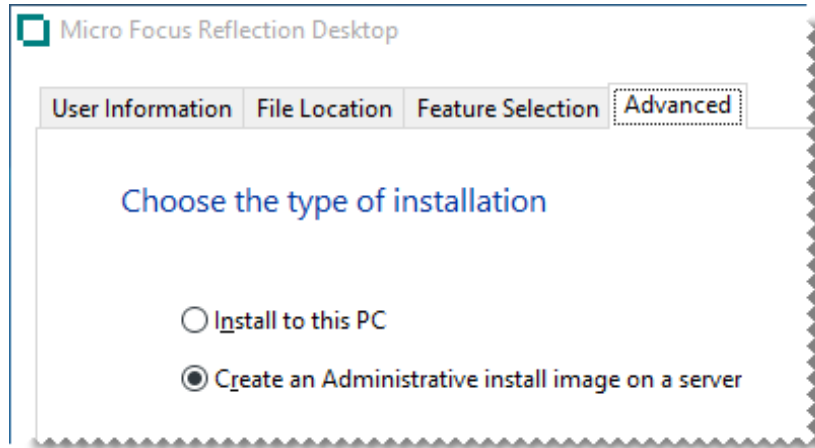 Micro Focus Reflection Desktop
User Information File Location Feature Selection Advanced
Choose the type of installation
Install to this PC
Create an Administrative install image on a server